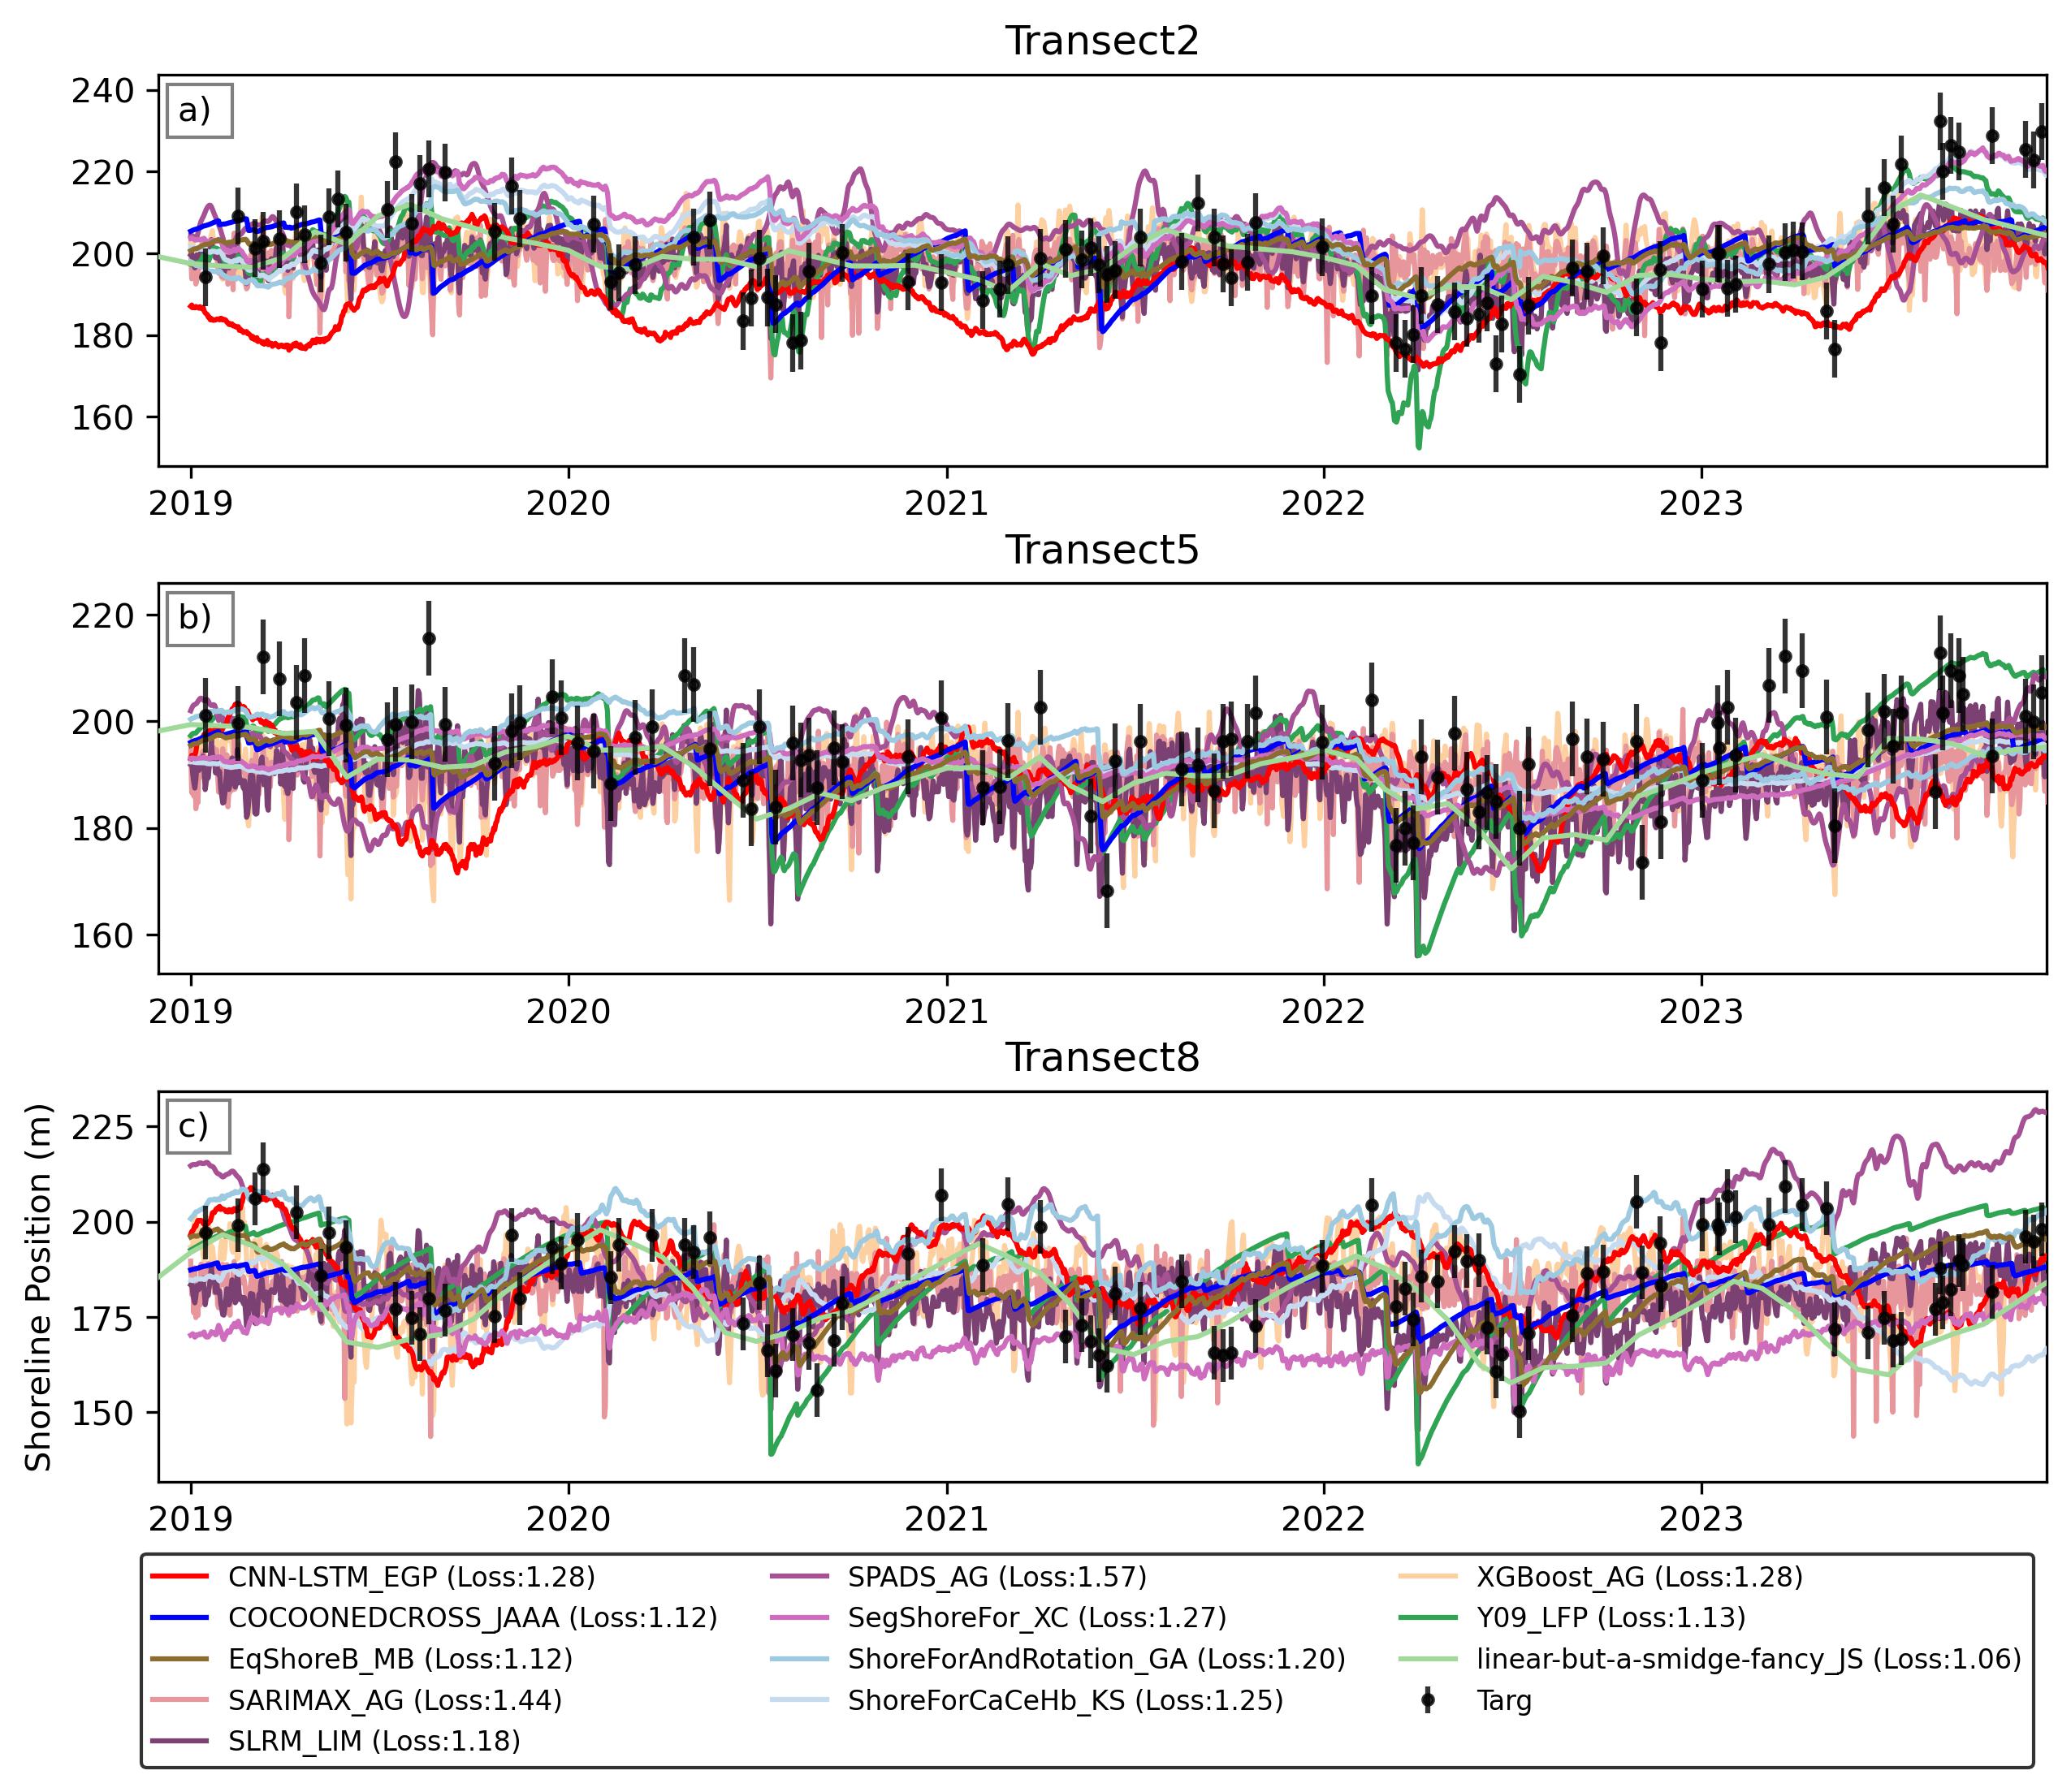 Transect2
240
220
200
180
160
a)
2019 2020 2021 2022 2023
Transect5
220
200
180
160
b)
2019 2020 2021 2022 2023
Transect8
225
200
175
150
Shoreline Position (m)
c)
2019 2020 2021 2022 2023
CNN-LSTM_EGP (Loss:1.28)
COCOONEDCROSS_JAAA (Loss:1.12)
EqShoreB_MB (Loss:1.12)
SARIMAX_AG (Loss:1.44)
SLRM_LIM (Loss:1.18)
SPADS_AG (Loss:1.57)
SegShoreFor_XC (Loss:1.27)
ShoreForAndRotation_GA (Loss:1.20)
ShoreForCaCeHb_KS (Loss:1.25)
XGBoost_AG (Loss:1.28)
Y09_LFP (Loss:1.13)
linear-but-a-smidge-fancy_JS (Loss:1.06)
Targ